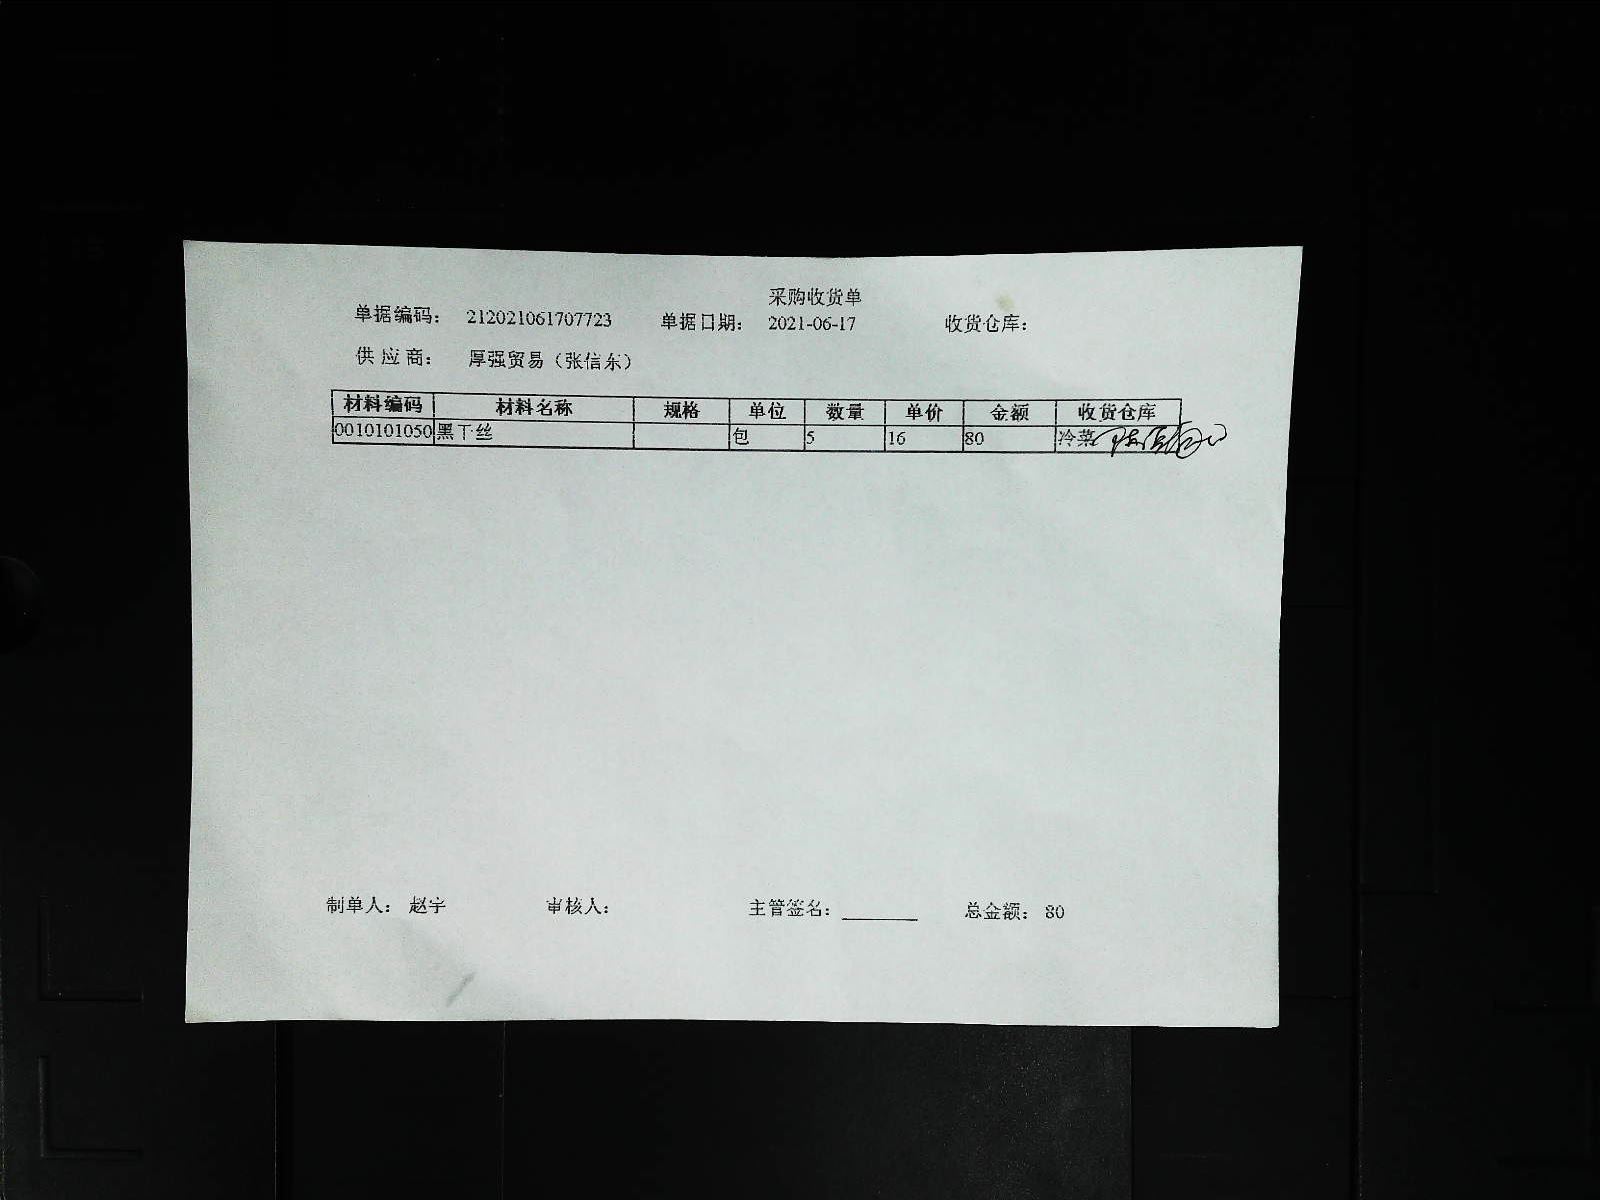 采购收货单
单据编码： 212021061707723 单据日期： 2021-06-17 收货仓库：
供 应 商： 厚强贸易（张信东）
材料编码 材料名称 规格 单位 数量 单价 金额 收货仓库
0010101050 黑干丝 包 5 16 80 冷菜
制单人： 赵宇 审核人： 主管签名： 总金额： 80